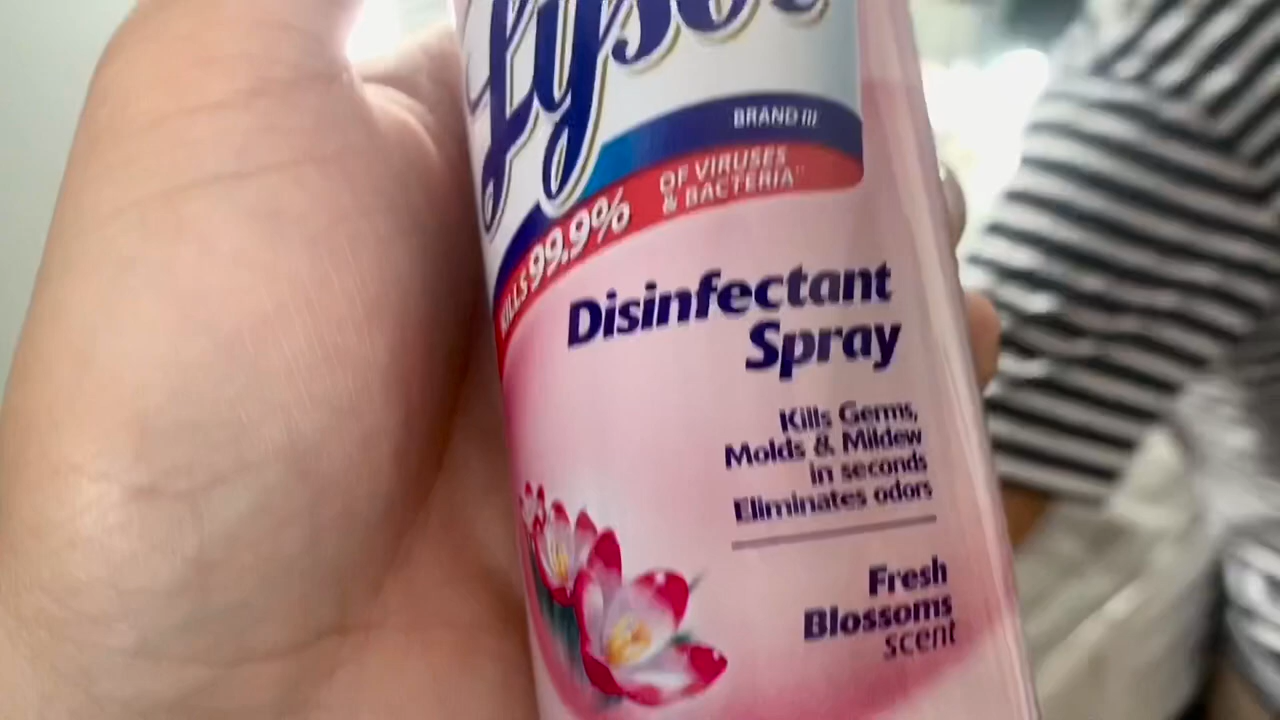 Lysol
BRAND III
KILLS 99.9% OF VIRUSES
& BACTERIA
Disinfectant
Spray
Kills Germs,
Molds & Mildew
in seconds
Eliminates odors
Fresh
Blossoms
scent